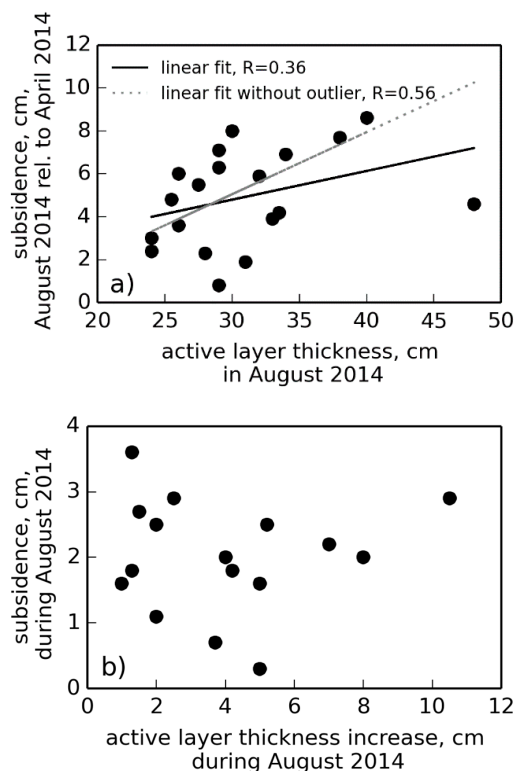 12
10
8
6
4
2
0
subsidence, cm,
August 2014 rel. to April 2014
linear fit, R=0.36
linear fit without outlier, R=0.56
a)
20 25 30 35 40 45 50
active layer thickness, cm
in August 2014
4
3
2
1
0
subsidence, cm,
during August 2014
b)
0 2 4 6 8 10 12
active layer thickness increase, cm
during August 2014